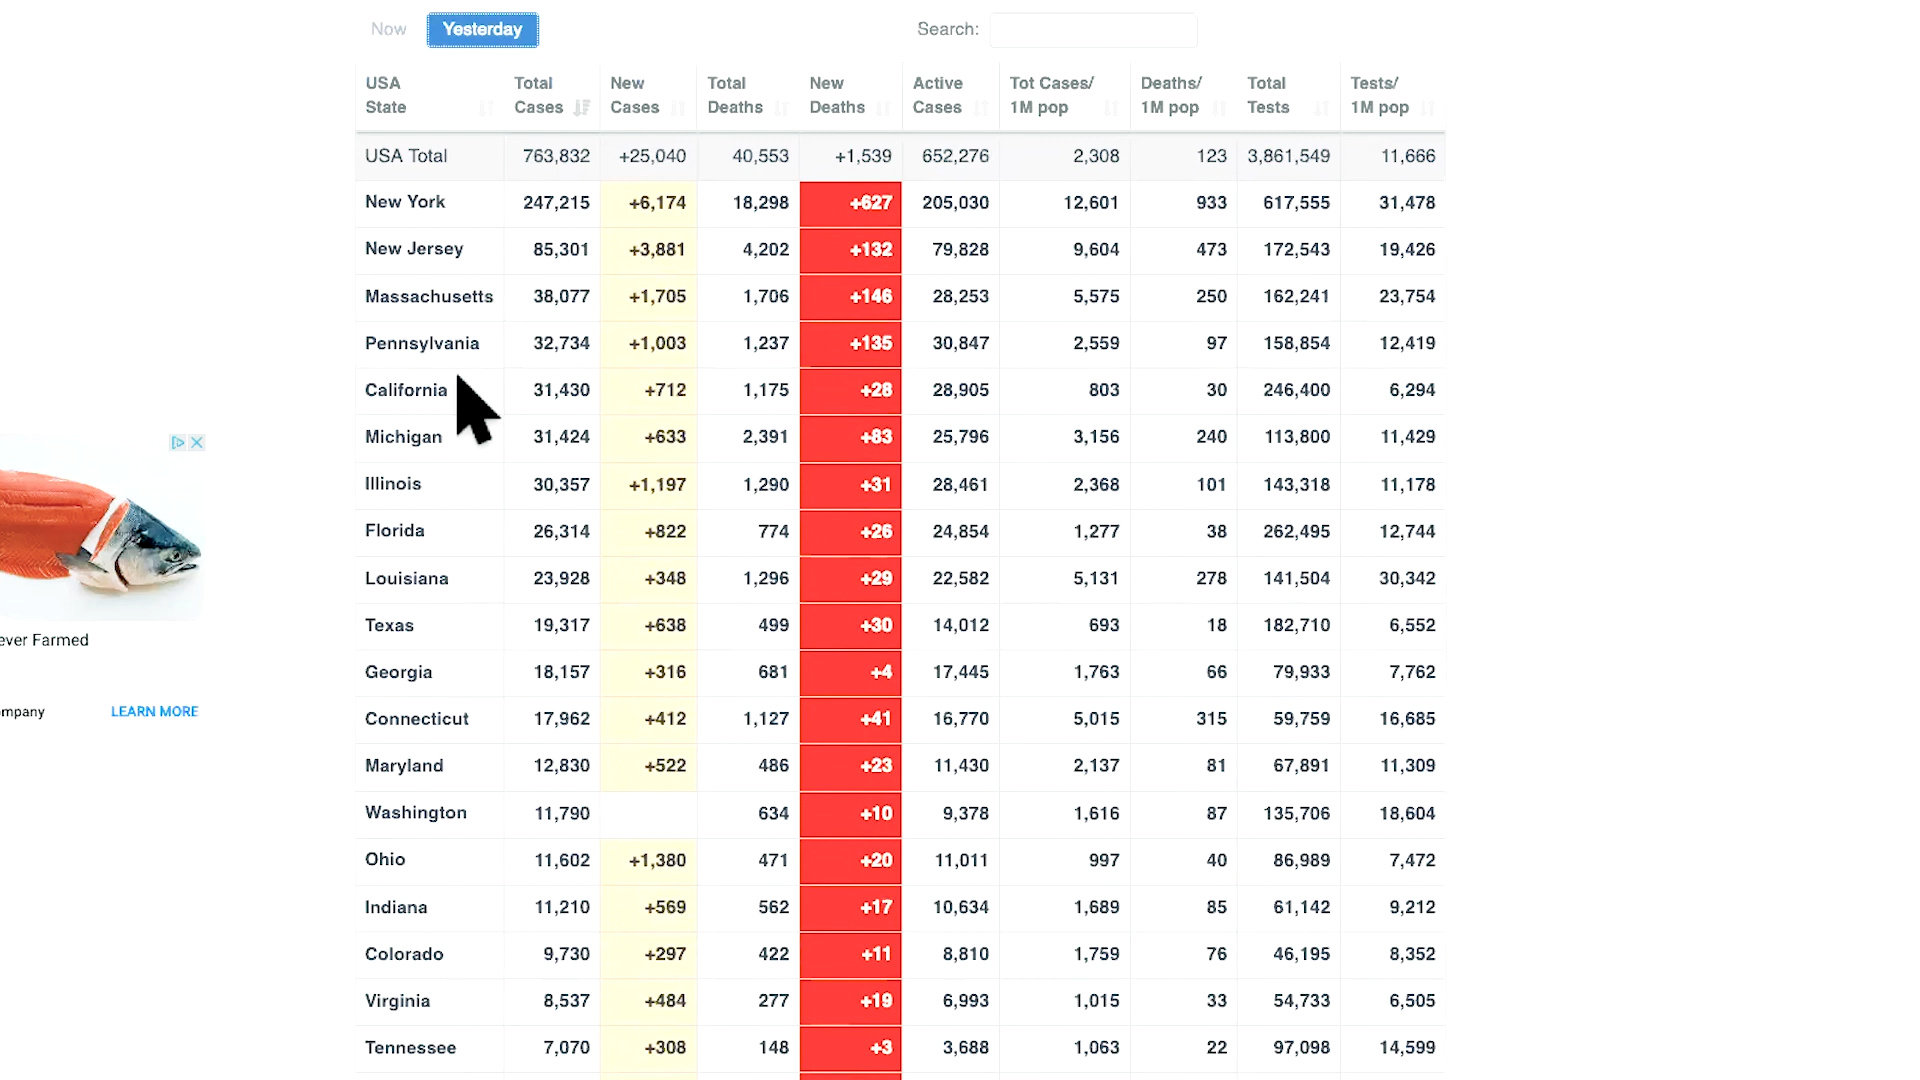 Now Yesterday Search:
USA State Total Cases New Cases Total Deaths New Deaths Active Cases Tot Cases/ 1M pop Deaths/ 1M pop Total Tests Tests/ 1M pop
USA Total 763,832 +25,040 40,553 +1,539 652,276 2,308 123 3,861,549 11,666
New York 247,215 +6,174 18,298 +627 205,030 12,601 933 617,555 31,478
New Jersey 85,301 +3,881 4,202 +132 79,828 9,604 473 172,543 19,426
Massachusetts 38,077 +1,705 1,706 +146 28,253 5,575 250 162,241 23,754
Pennsylvania 32,734 +1,003 1,237 +135 30,847 2,559 97 158,854 12,419
California 31,430 +712 1,175 +28 28,905 803 30 246,400 6,294
Michigan 31,424 +633 2,391 +83 25,796 3,156 240 113,800 11,429
Illinois 30,357 +1,197 1,290 +31 28,461 2,368 101 143,318 11,178
Florida 26,314 +822 774 +26 24,854 1,277 38 262,495 12,744
Louisiana 23,928 +348 1,296 +29 22,582 5,131 278 141,504 30,342
Texas 19,317 +638 499 +30 14,012 693 18 182,710 6,552
Georgia 18,157 +316 681 +4 17,445 1,763 66 79,933 7,762
Connecticut 17,962 +412 1,127 +41 16,770 5,015 315 59,759 16,685
Maryland 12,830 +522 486 +23 11,430 2,137 81 67,891 11,309
Washington 11,790 634 +10 9,378 1,616 87 135,706 18,604
Ohio 11,602 +1,380 471 +20 11,011 997 40 86,989 7,472
Indiana 11,210 +569 562 +17 10,634 1,689 85 61,142 9,212
Colorado 9,730 +297 422 +11 8,810 1,759 76 46,195 8,352
Virginia 8,537 +484 277 +19 6,993 1,015 33 54,733 6,505
Tennessee 7,070 +308 148 +3 3,688 1,063 22 97,098 14,599
ever Farmed
ompany LEARN MORE